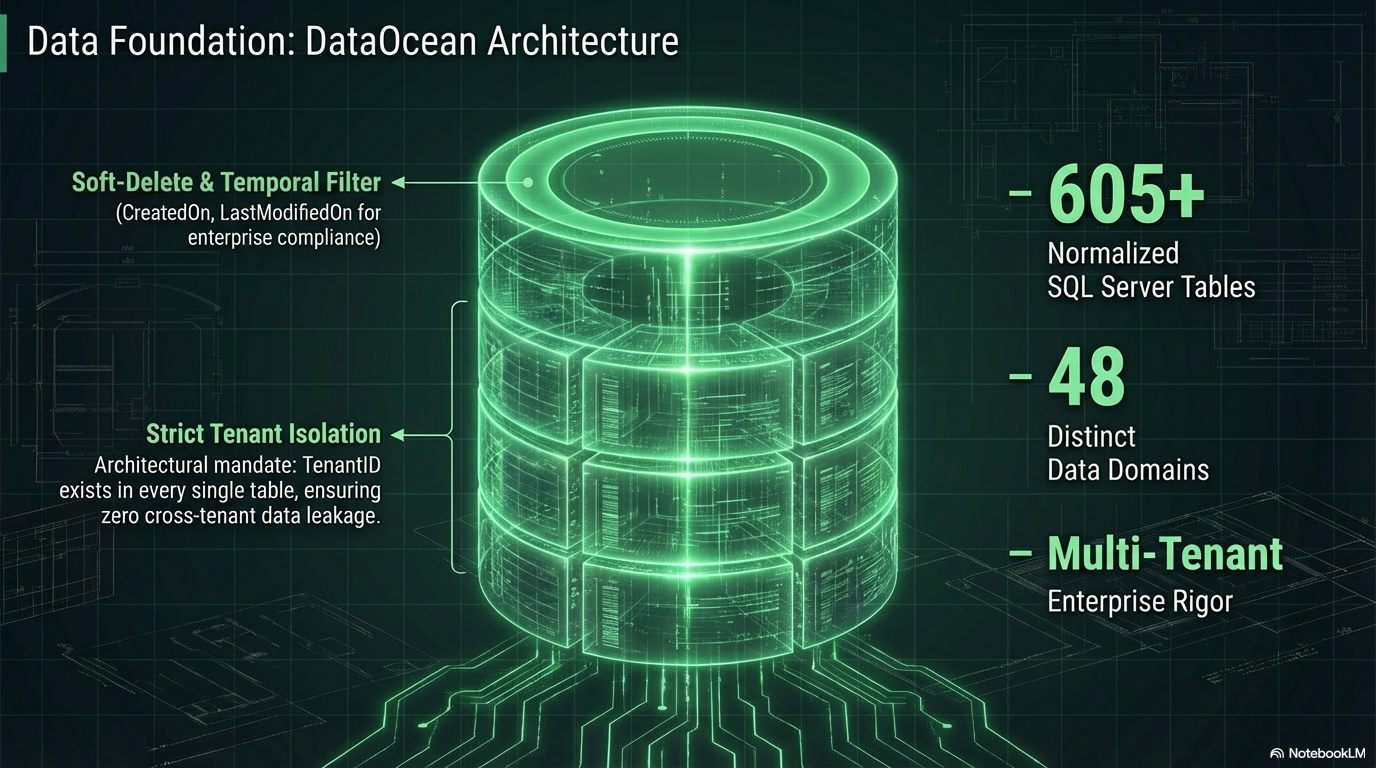 Data Foundation: DataOcean Architecture
Soft-Delete & Temporal Filter
(CreatedOn, LastModifiedOn for
enterprise compliance)
Strict Tenant Isolation
Architectural mandate: TenantID
exists in every single table, ensuring
zero cross-tenant data leakage.
605+
Normalized
SQL Server Tables
48
Distinct
Data Domains
Multi-Tenant
Enterprise Rigor
NotebookLM